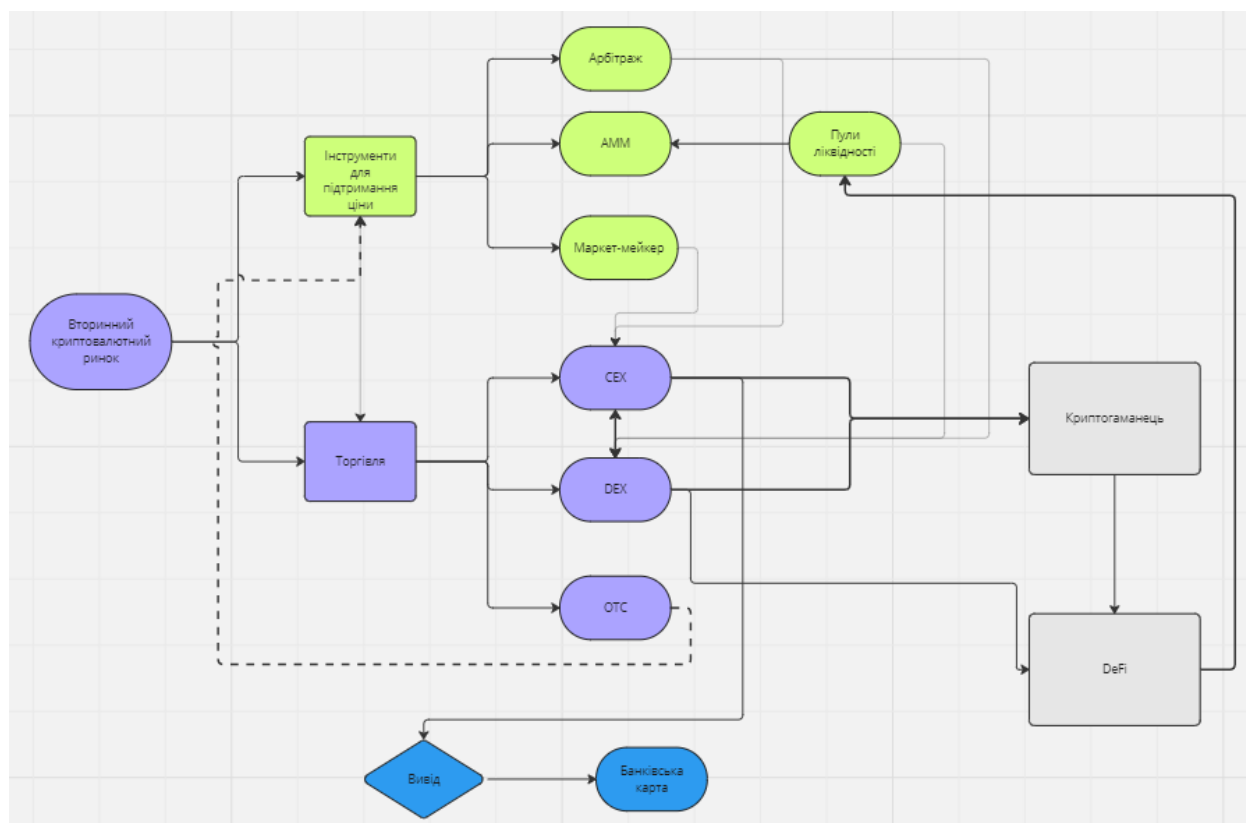 Арбітраж
Інструменти
для
підтримання
ціни
AMM
Пули
ліквідності
Маркет-мейкер
Вторинний
криптовалютний
ринок
CEX
Криптогаманець
Торгівля
DEX
OTC
DeFi
Вивід
Банківська
карта